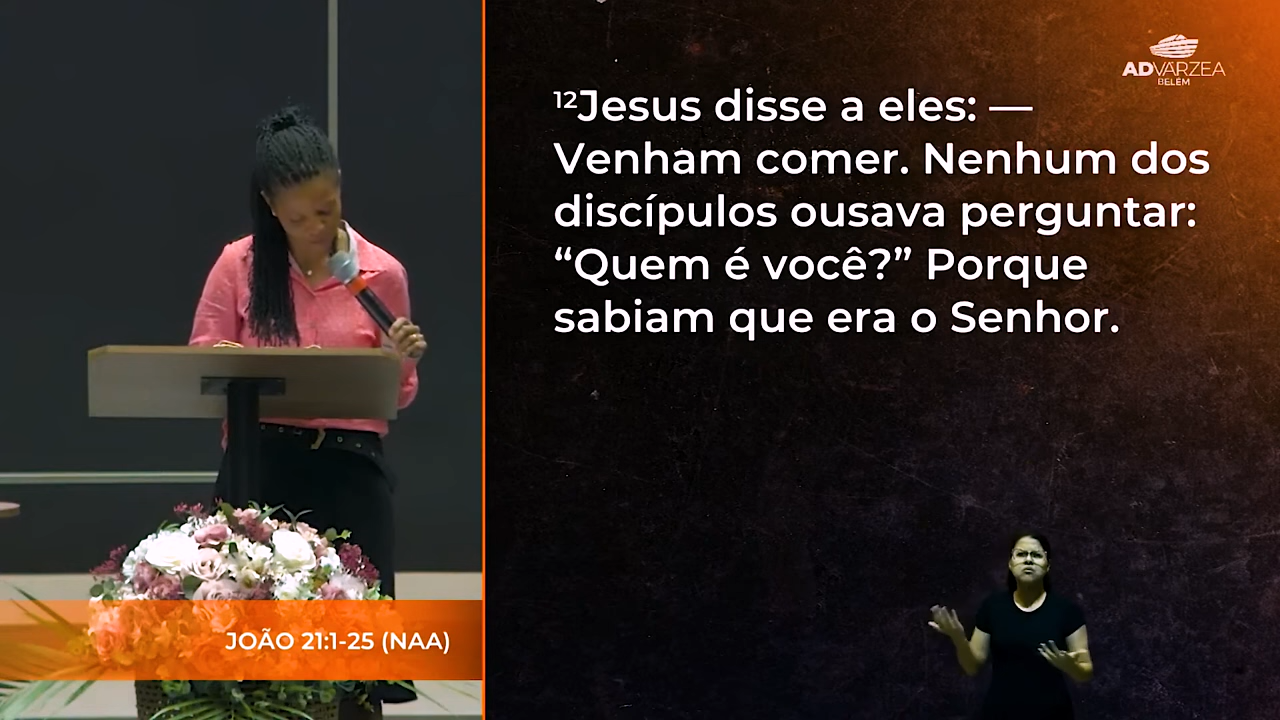 ADVARZEA
BELÉM
¹²Jesus disse a eles: —
Venham comer. Nenhum dos
discípulos ousava perguntar:
“Quem é você?” Porque
sabiam que era o Senhor.
JOÃO 21:1-25 (NAA)